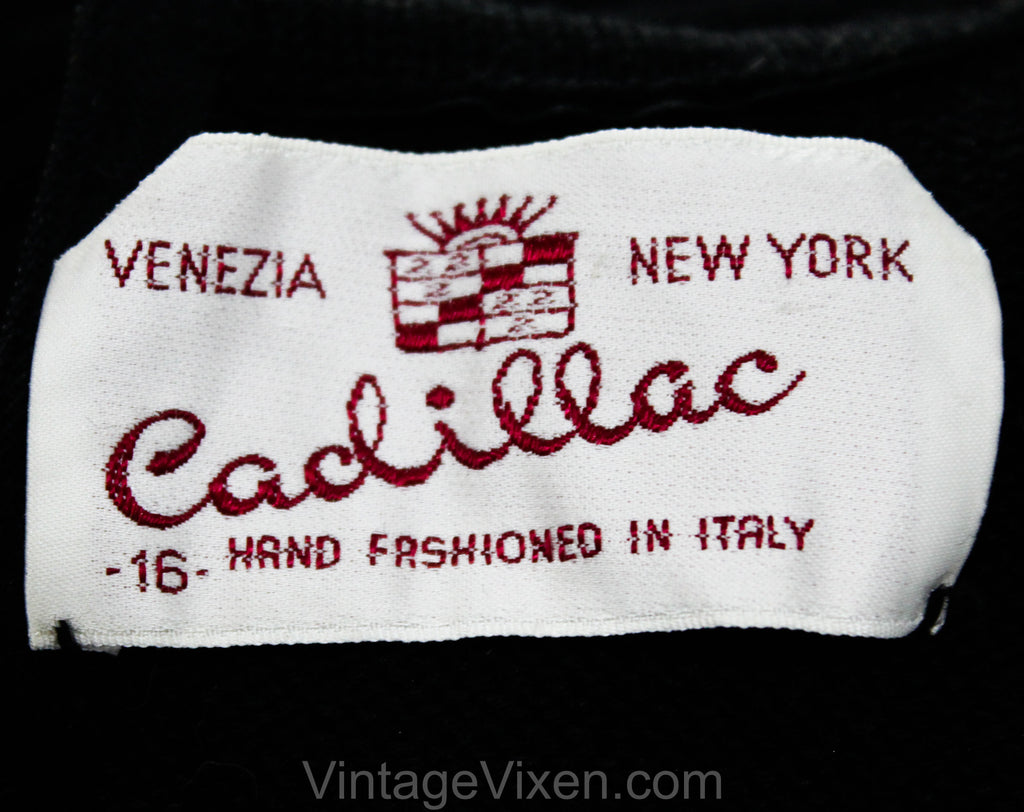 VENEZIA NEW YORK
Cadillac
-16- HAND FASHIONED IN ITALY
VintageVixen.com